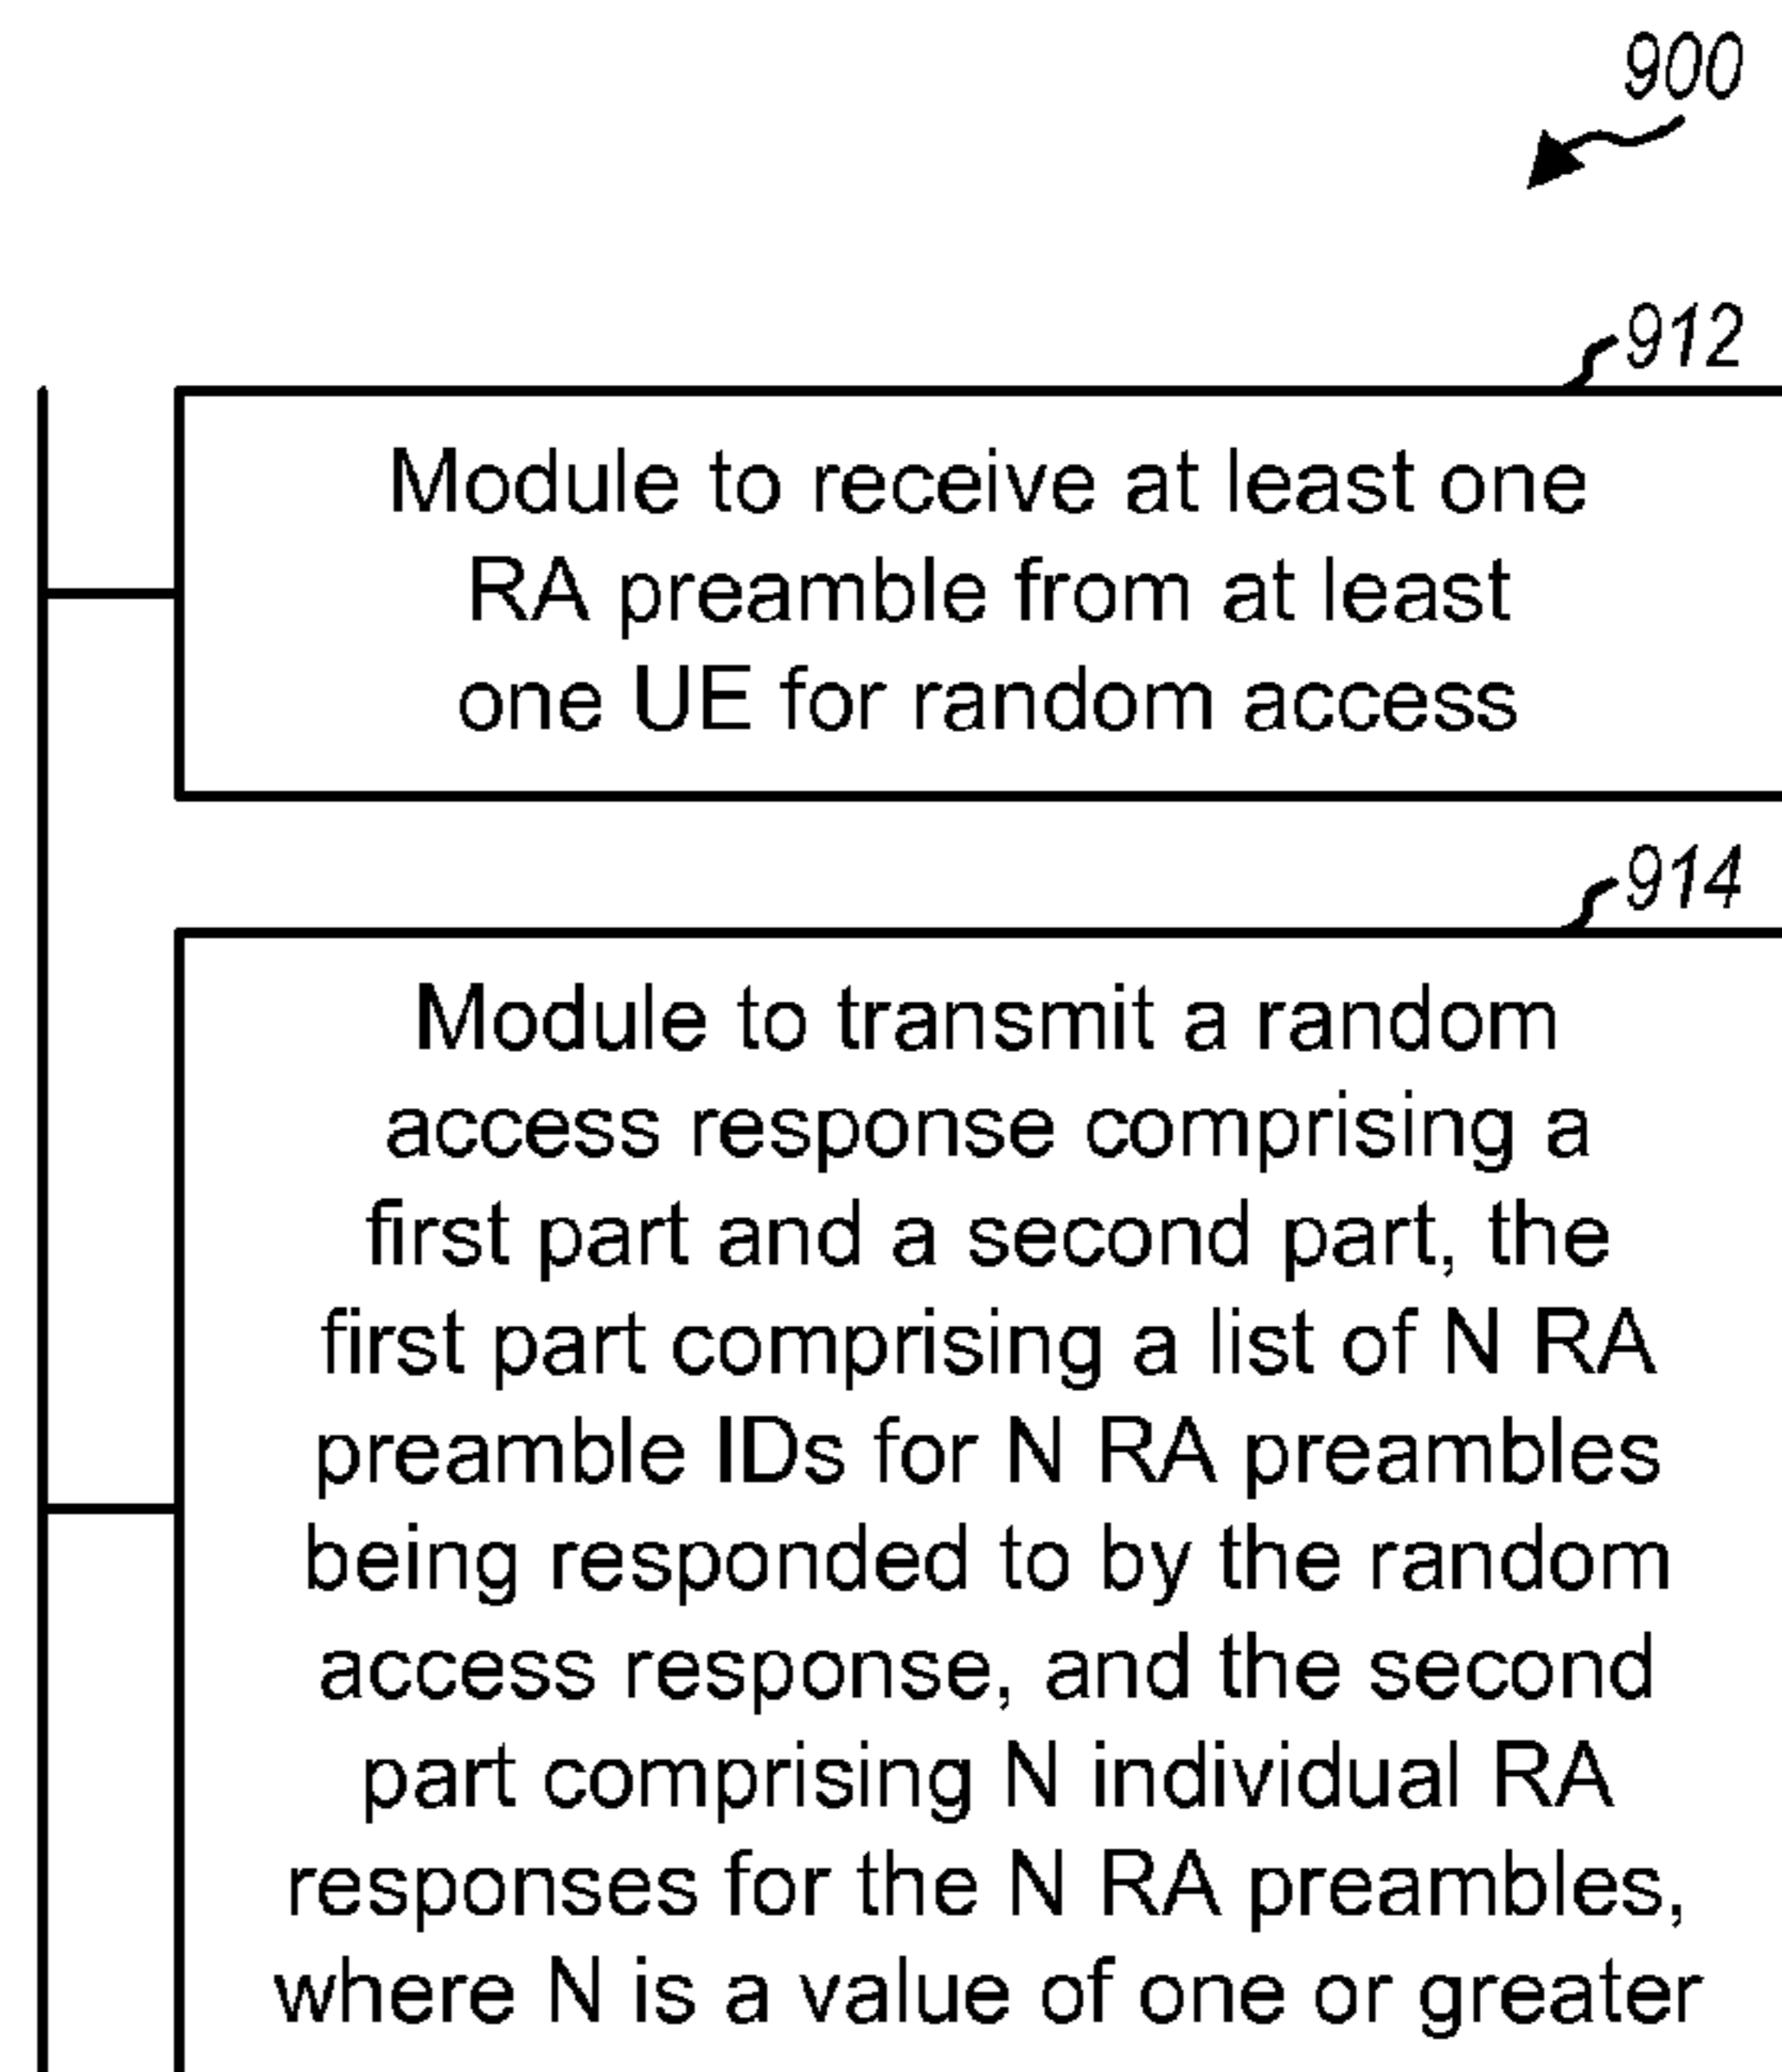 900
912
Module to receive at least one
RA preamble from at least
one UE for random access
914
Module to transmit a random
access response comprising a
first part and a second part, the
first part comprising a list of N RA
preamble IDs for N RA preambles
being responded to by the random
access response, and the second
part comprising N individual RA
responses for the N RA preambles,
where N is a value of one or greater